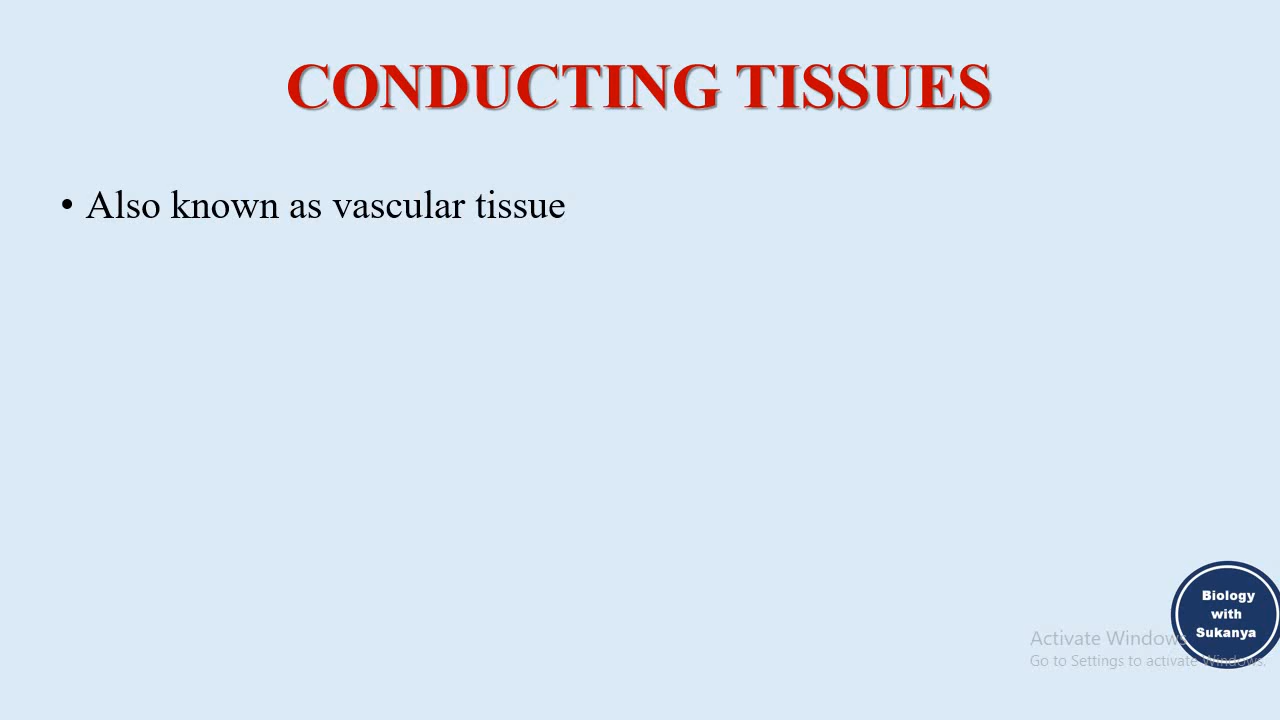 CONDUCTING TISSUES
• Also known as vascular tissue
Biology
with
Sukanya
Activate Windows
Go to Settings to activate Windows.